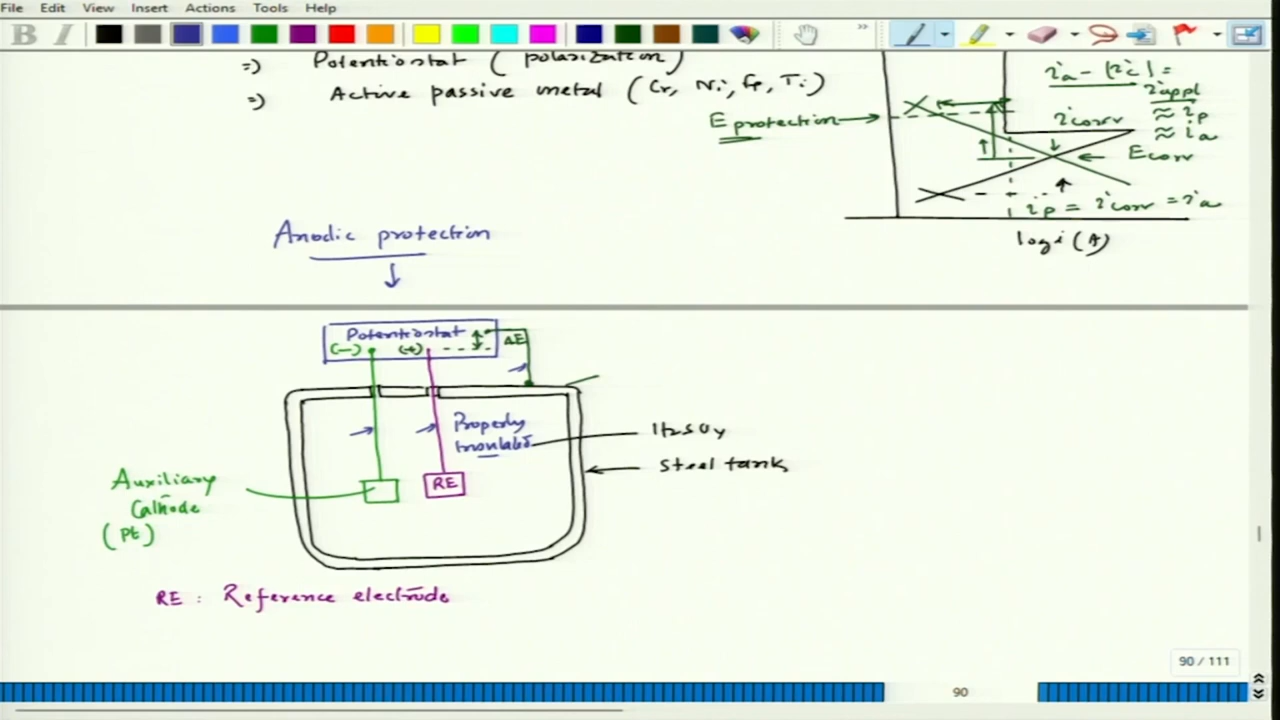 File Edit View Insert Actions Tools Help
B I
=) Potentiostat (polarization)
=) Active passive metal (Cr, Ni, Fe, Ti)
ia - |ic| =
iappl
≈ ip
≈ ia
icorr
E protection
Ecorr
ip = icorr = ia
log i (A)
Anodic protection
Potentiostat
(-) (+) ΔE
Properly
Insulated
H2SO4
Steel tank
Auxiliary
Cathode
(Pt)
RE
RE : Reference electrode
90 / 111
90